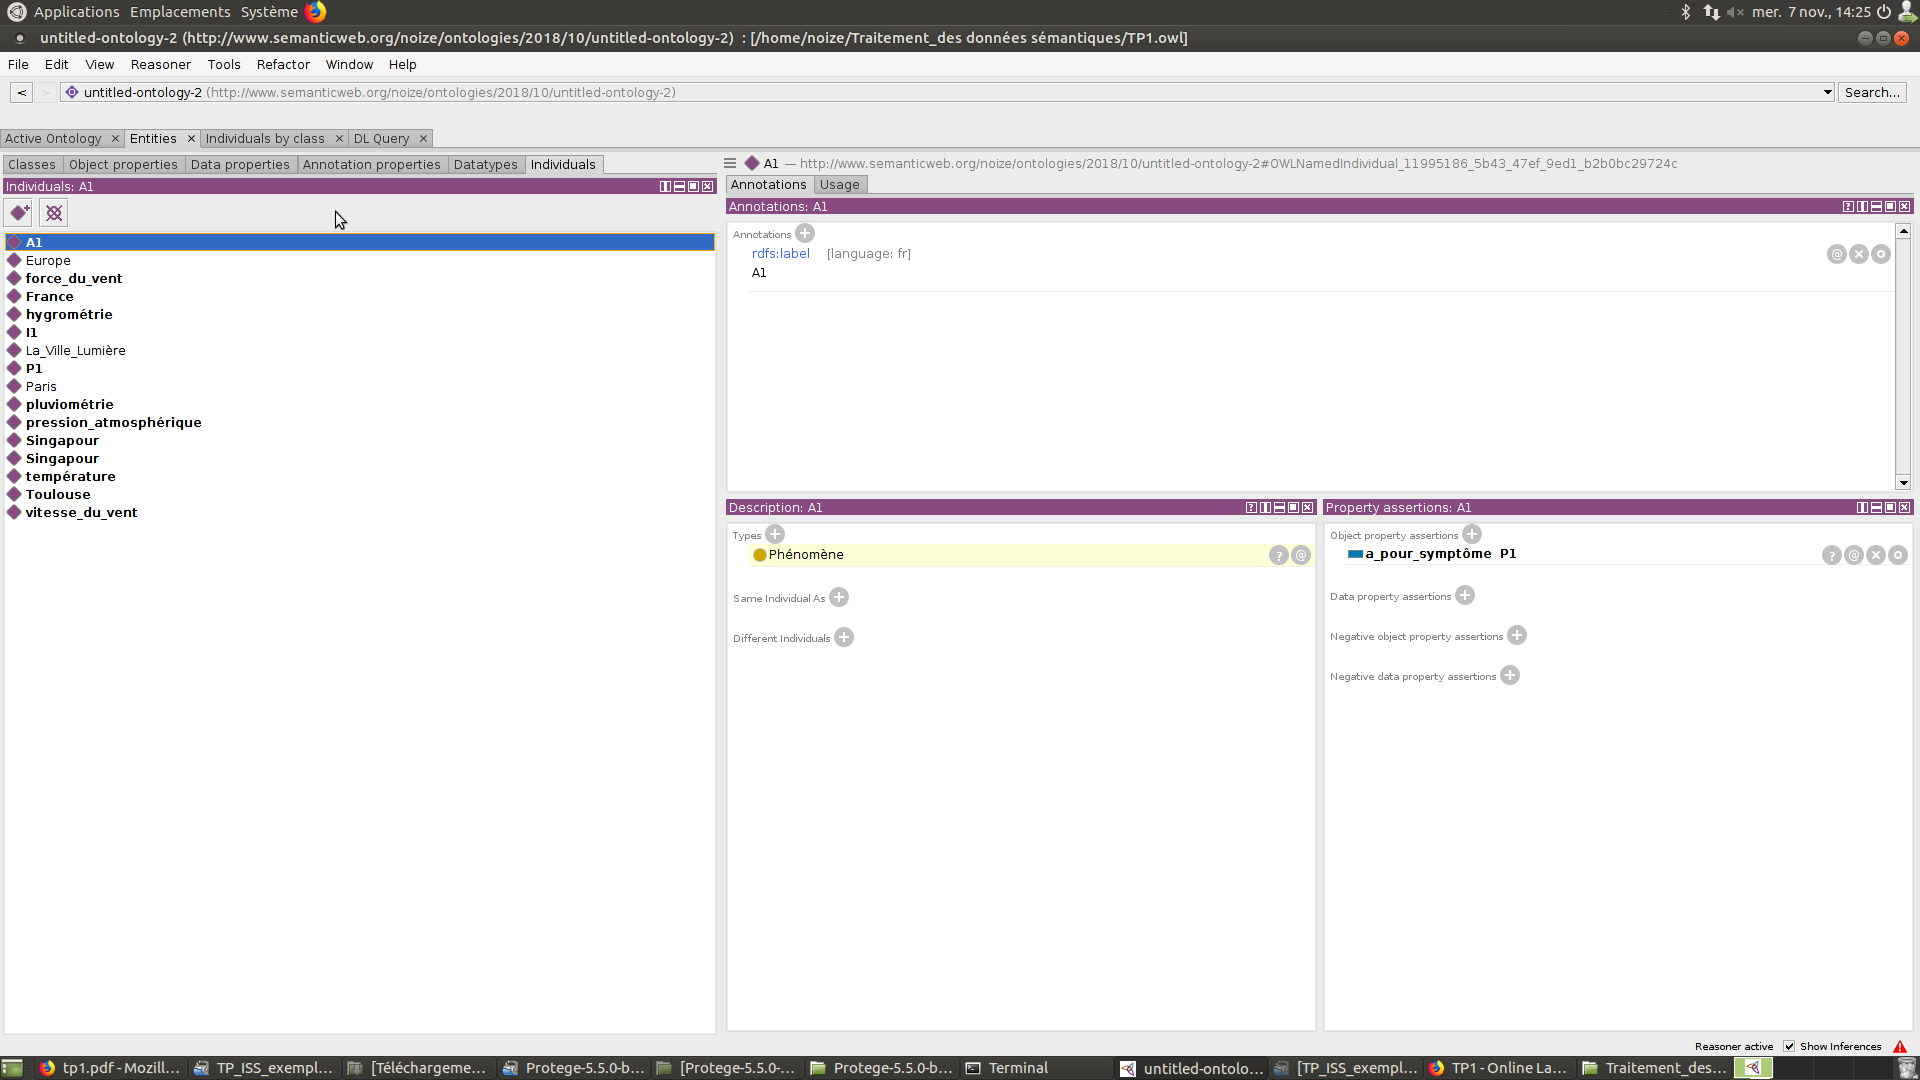 Applications Emplacements Système mer. 7 nov., 14:25
untitled-ontology-2 (http://www.semanticweb.org/noize/ontologies/2018/10/untitled-ontology-2) : [/home/noize/Traitement_des données sémantiques/TP1.owl]
File Edit View Reasoner Tools Refactor Window Help
< > untitled-ontology-2 (http://www.semanticweb.org/noize/ontologies/2018/10/untitled-ontology-2) Search...
Active Ontology Entities Individuals by class DL Query
Classes Object properties Data properties Annotation properties Datatypes Individuals
Individuals: A1
A1
Europe
force_du_vent
France
hygrométrie
I1
La_Ville_Lumière
P1
Paris
pluviométrie
pression_atmosphérique
Singapour
Singapour
température
Toulouse
vitesse_du_vent
A1 — http://www.semanticweb.org/noize/ontologies/2018/10/untitled-ontology-2#OWLNamedIndividual_11995186_5b43_47ef_9ed1_b2b0bc29724c
Annotations Usage
Annotations: A1
Annotations
rdfs:label [language: fr]
A1
Description: A1
Types
Phénomène
Same Individual As
Different Individuals
Property assertions: A1
Object property assertions
a_pour_symptôme P1
Data property assertions
Negative object property assertions
Negative data property assertions
Reasoner active Show Inferences
tp1.pdf - Mozill... TP_ISS_exempl... [Téléchargeme... Protege-5.5.0-b... [Protege-5.5.0-... Protege-5.5.0-b... Terminal untitled-ontolo... [TP_ISS_exempl... TP1 - Online La... Traitement_des...